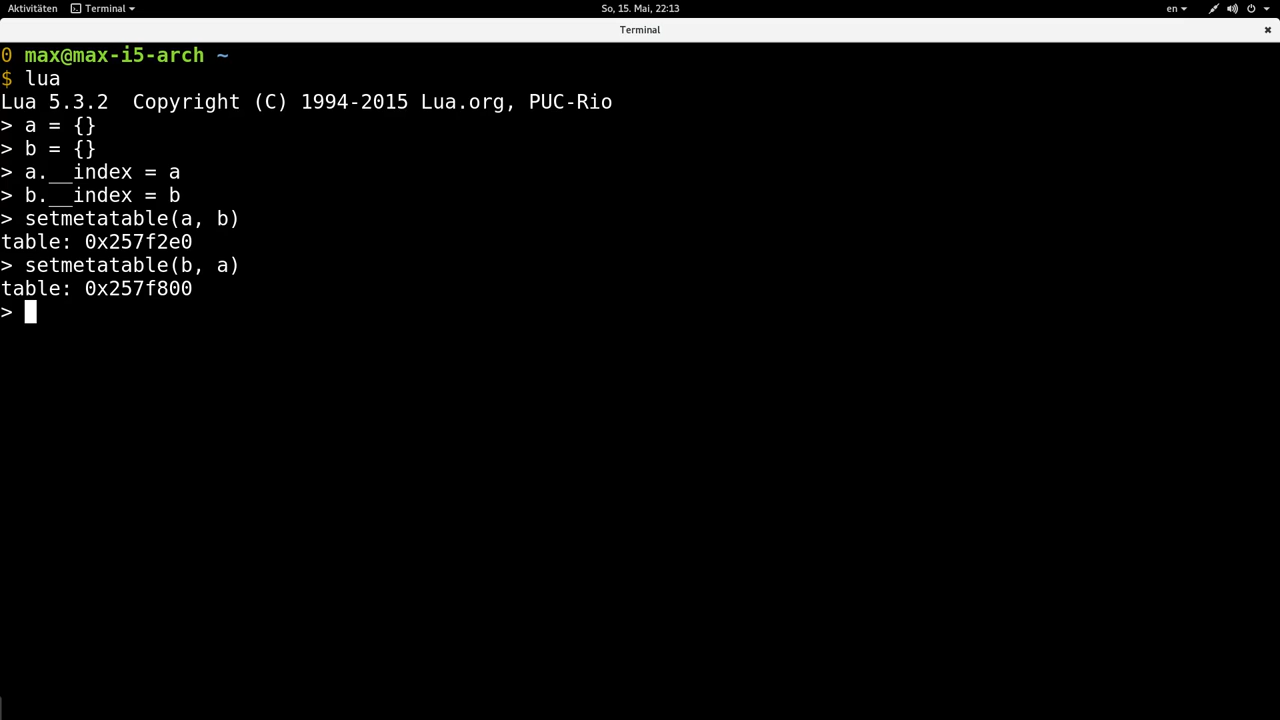 Aktivitäten Terminal So, 15. Mai, 22:13 en
Terminal
0 max@max-i5-arch ~
$ lua
Lua 5.3.2  Copyright (C) 1994-2015 Lua.org, PUC-Rio
> a = {}
> b = {}
> a.__index = a
> b.__index = b
> setmetatable(a, b)
table: 0x257f2e0
> setmetatable(b, a)
table: 0x257f800
>